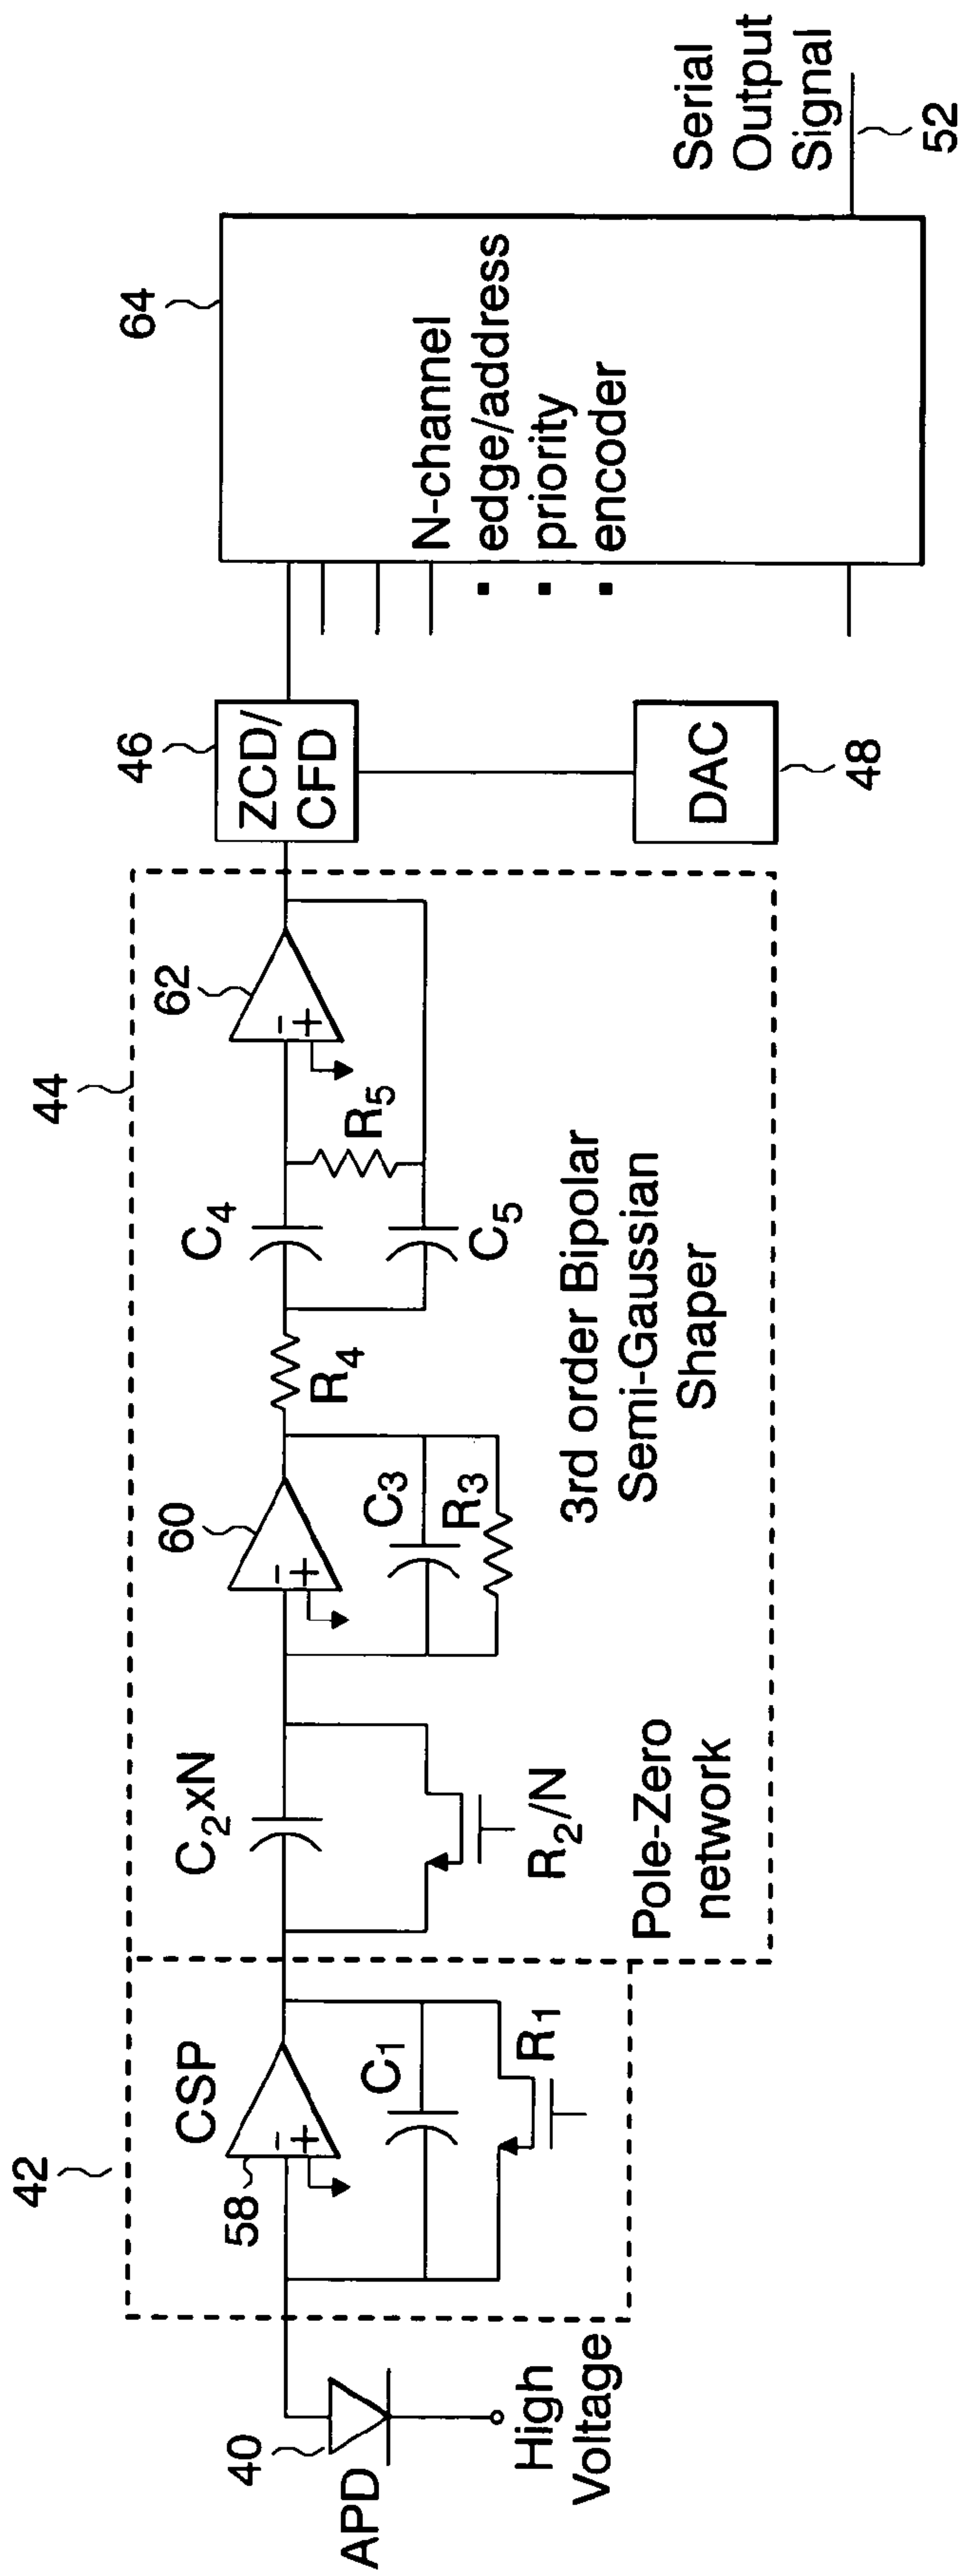 42
44
46
64
CSP
58
C2xN
60
62
ZCD/
CFD
40
APD
High
Voltage
C1
R1
R2/N
Pole-Zero
network
C3
R3
R4
C4
R5
C5
3rd order Bipolar
Semi-Gaussian
Shaper
DAC
48
N-channel
edge/address
priority
encoder
Serial
Output
Signal
52
- +
- +
- +